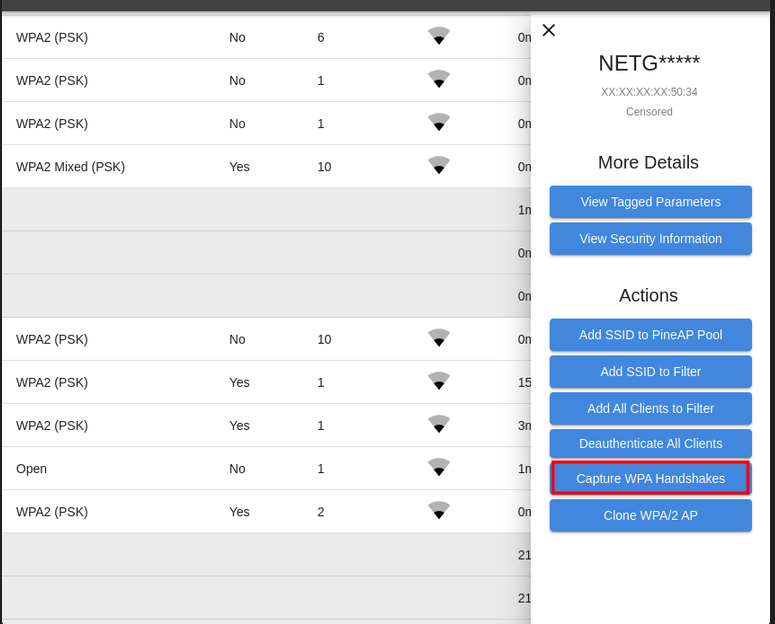 WPA2 (PSK) No 6 0n
WPA2 (PSK) No 1 0n
WPA2 (PSK) No 1 0n
WPA2 Mixed (PSK) Yes 10 0n
1n
0n
0n
WPA2 (PSK) No 10 0n
WPA2 (PSK) Yes 1 15
WPA2 (PSK) Yes 1 3n
Open No 1 1n
WPA2 (PSK) Yes 2 0n
21
21
NETG*****
XX:XX:XX:XX:50:34
Censored
More Details
View Tagged Parameters
View Security Information
Actions
Add SSID to PineAP Pool
Add SSID to Filter
Add All Clients to Filter
Deauthenticate All Clients
Capture WPA Handshakes
Clone WPA/2 AP